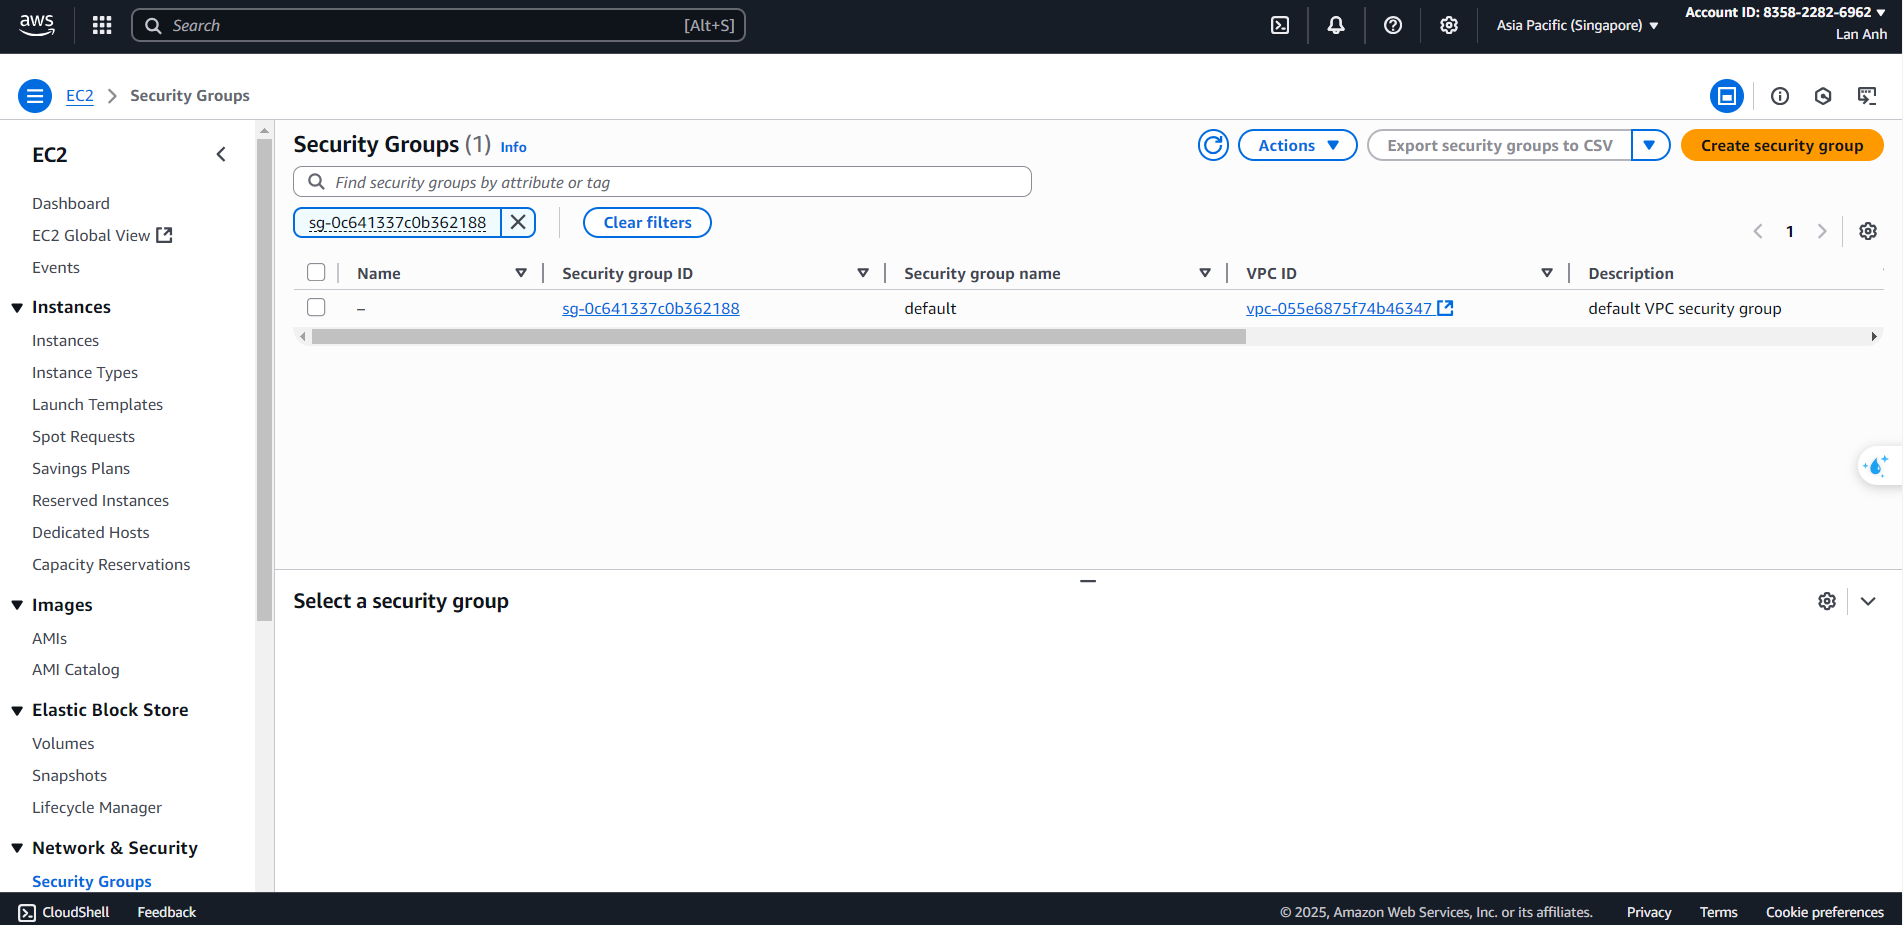 aws
Search [Alt+S]
Asia Pacific (Singapore)
Account ID: 8358-2282-6962
Lan Anh
EC2
Security Groups
EC2
Dashboard
EC2 Global View
Events
Instances
Instances
Instance Types
Launch Templates
Spot Requests
Savings Plans
Reserved Instances
Dedicated Hosts
Capacity Reservations
Images
AMIs
AMI Catalog
Elastic Block Store
Volumes
Snapshots
Lifecycle Manager
Network & Security
Security Groups
Security Groups (1) Info
Actions
Export security groups to CSV
Create security group
Find security groups by attribute or tag
sg-0c641337c0b362188
Clear filters
1
Name Security group ID Security group name VPC ID Description
– sg-0c641337c0b362188 default vpc-055e6875f74b46347 default VPC security group
Select a security group
CloudShell Feedback © 2025, Amazon Web Services, Inc. or its affiliates. Privacy Terms Cookie preferences